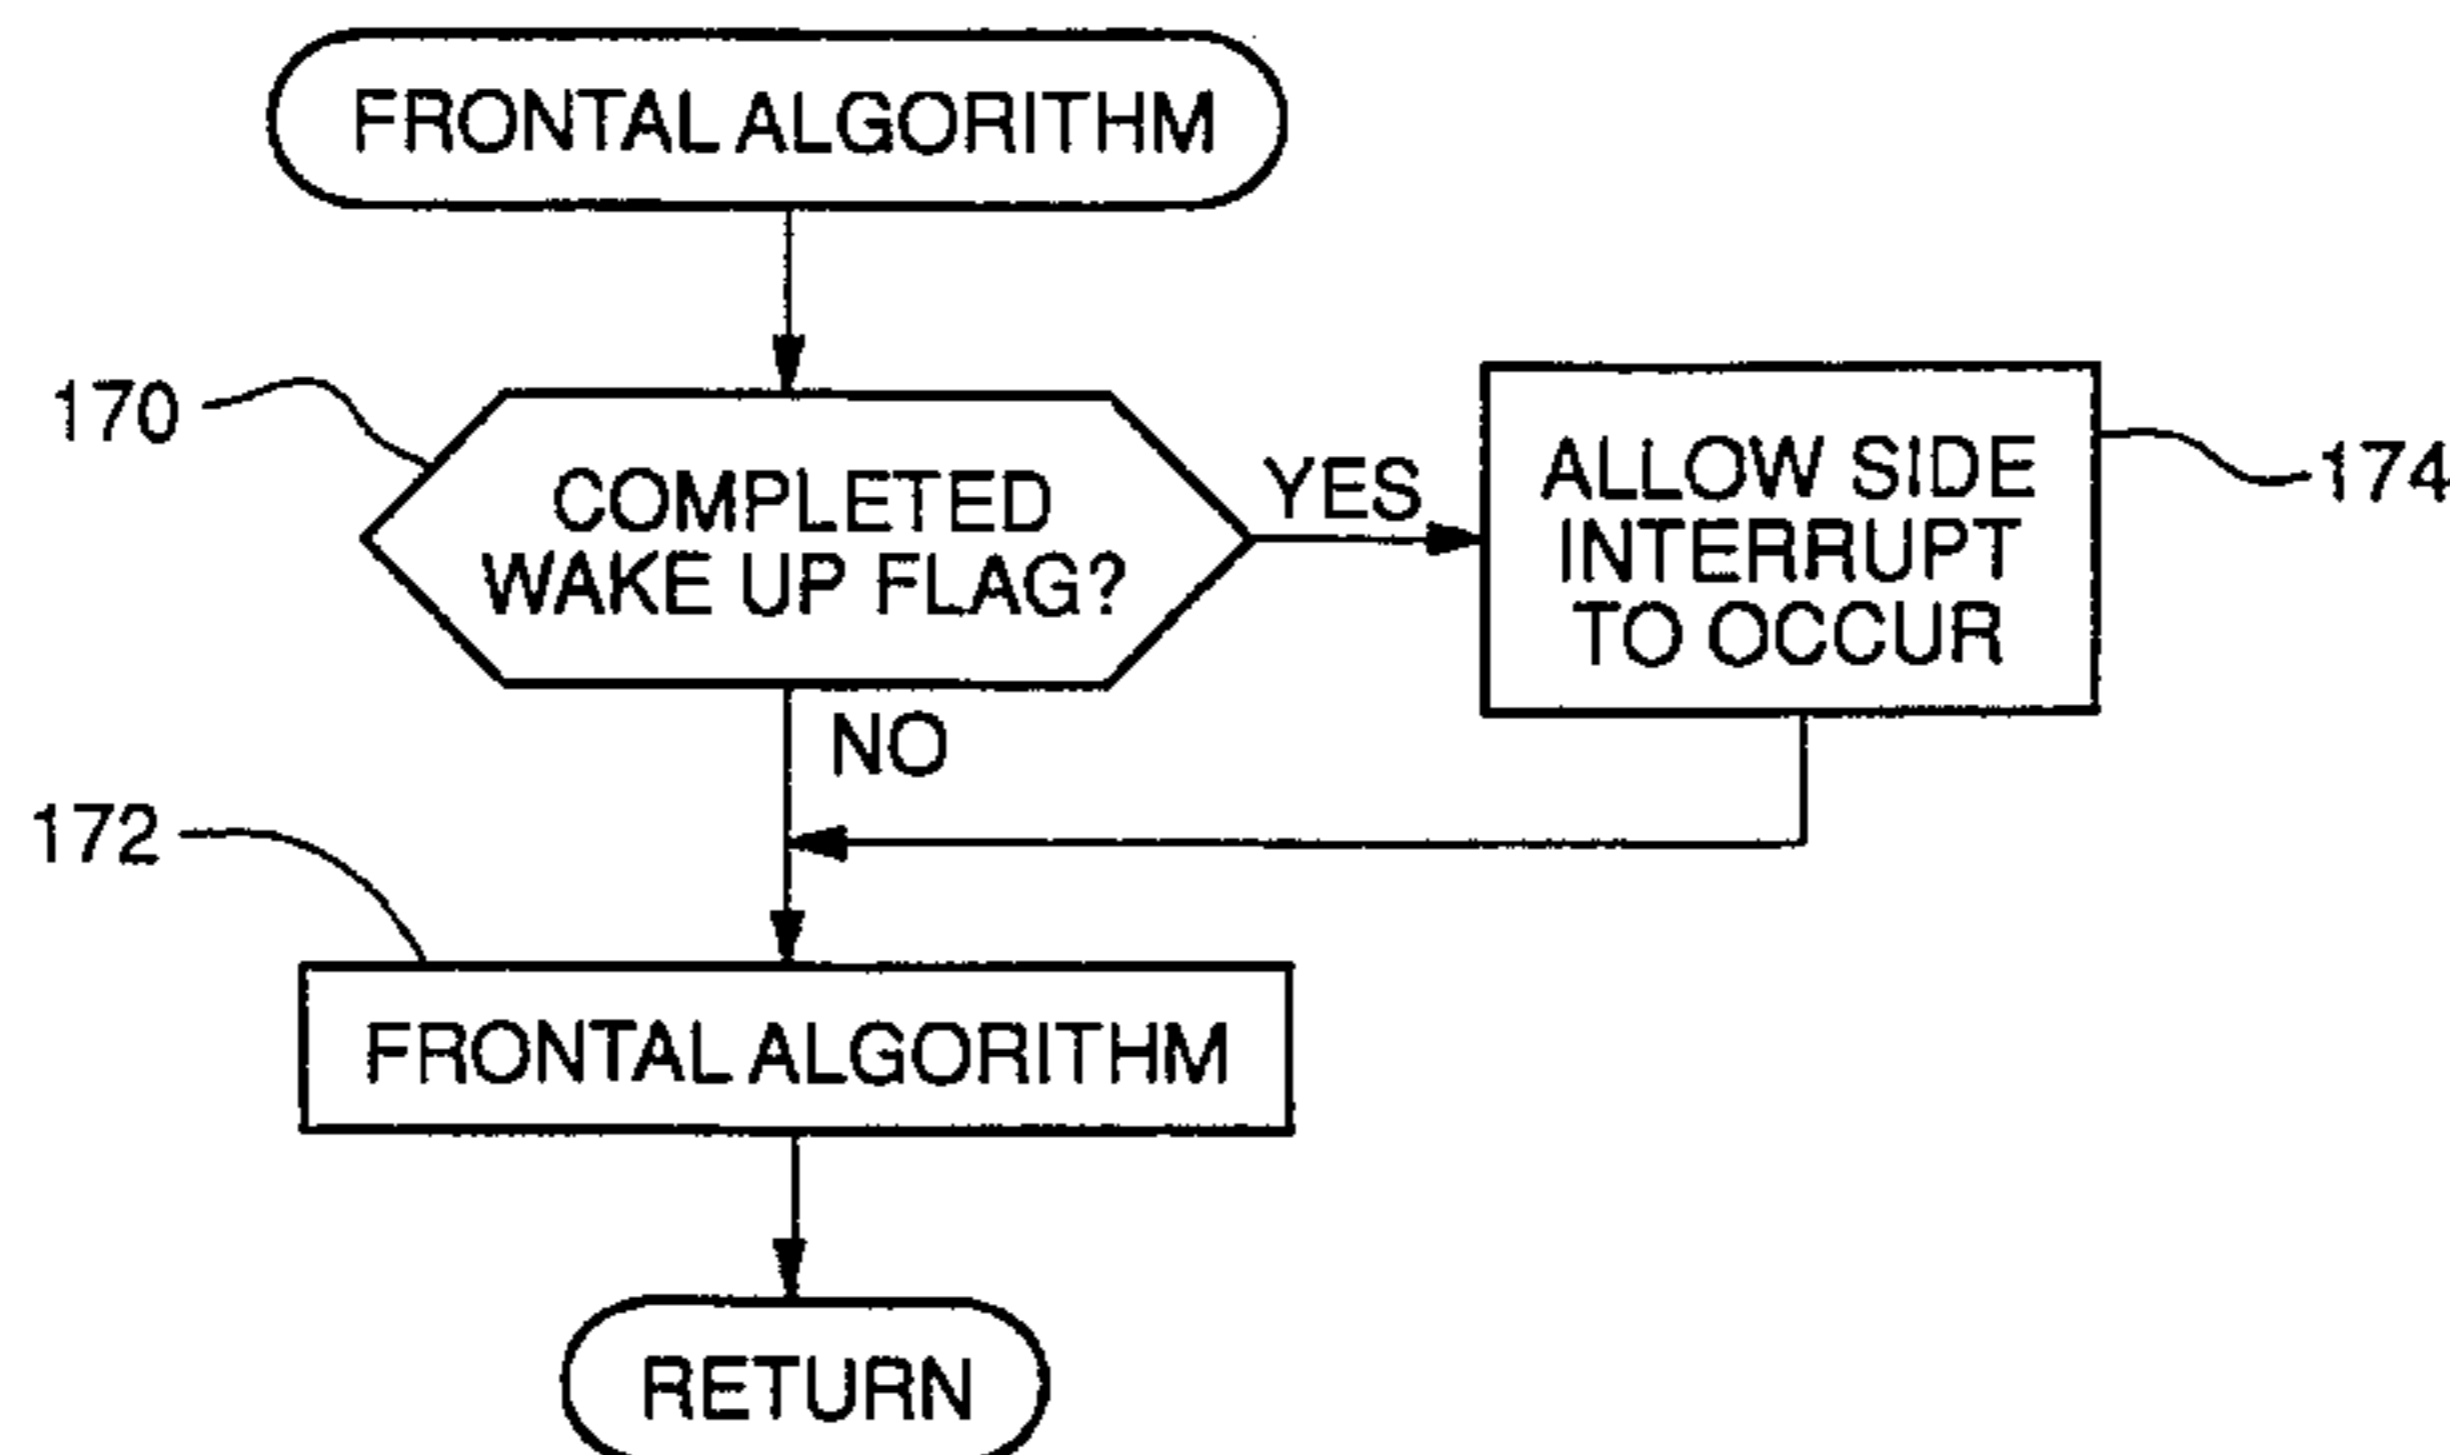 FRONTAL ALGORITHM
170
COMPLETED
WAKE UP FLAG?
YES
ALLOW SIDE
INTERRUPT
TO OCCUR
174
NO
172
FRONTAL ALGORITHM
RETURN